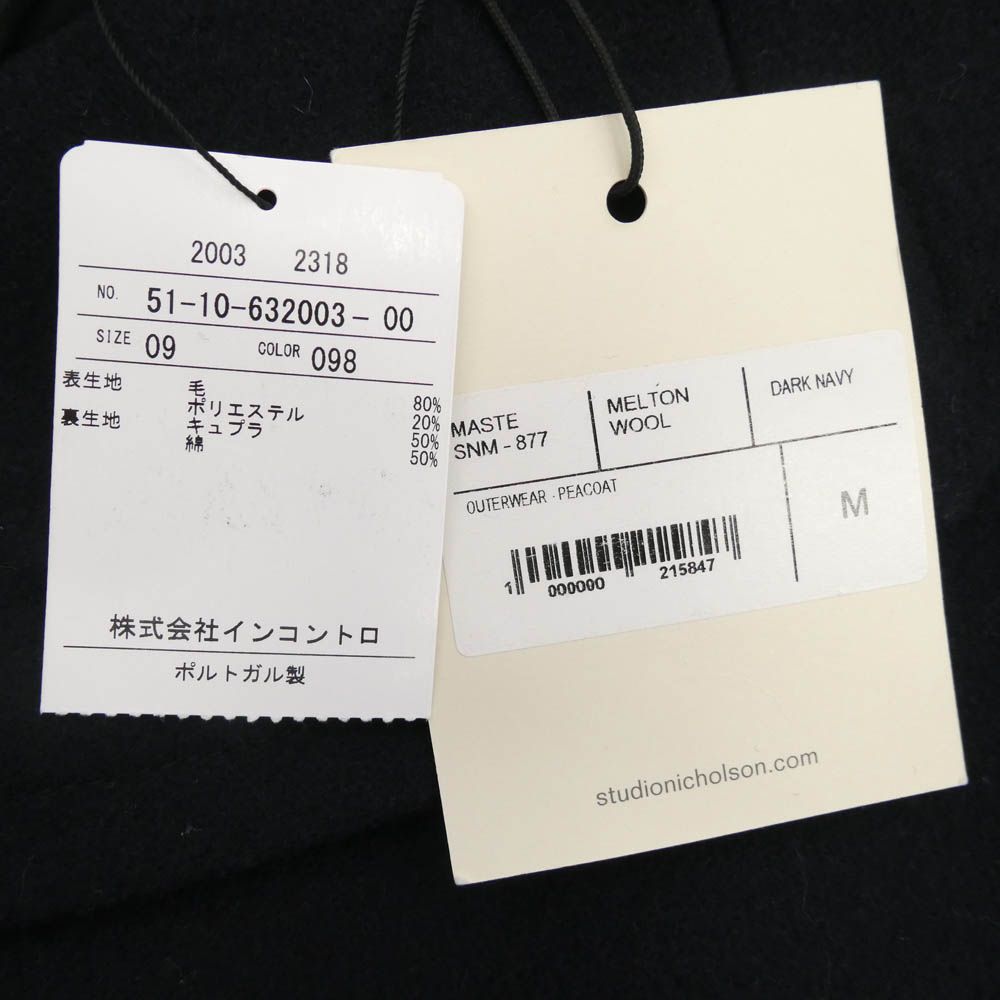 2003 2318
NO. 51-10-632003-00
SIZE 09 COLOR 098
表生地 毛 80%
ポリエステル 20%
裏生地 キュプラ 50%
綿 50%
株式会社インコントロ
ポルトガル製
MASTE
SNM-877
MELTON
WOOL
DARK NAVY
OUTERWEAR - PEACOAT
M
1 000000 215847
studionicholson.com